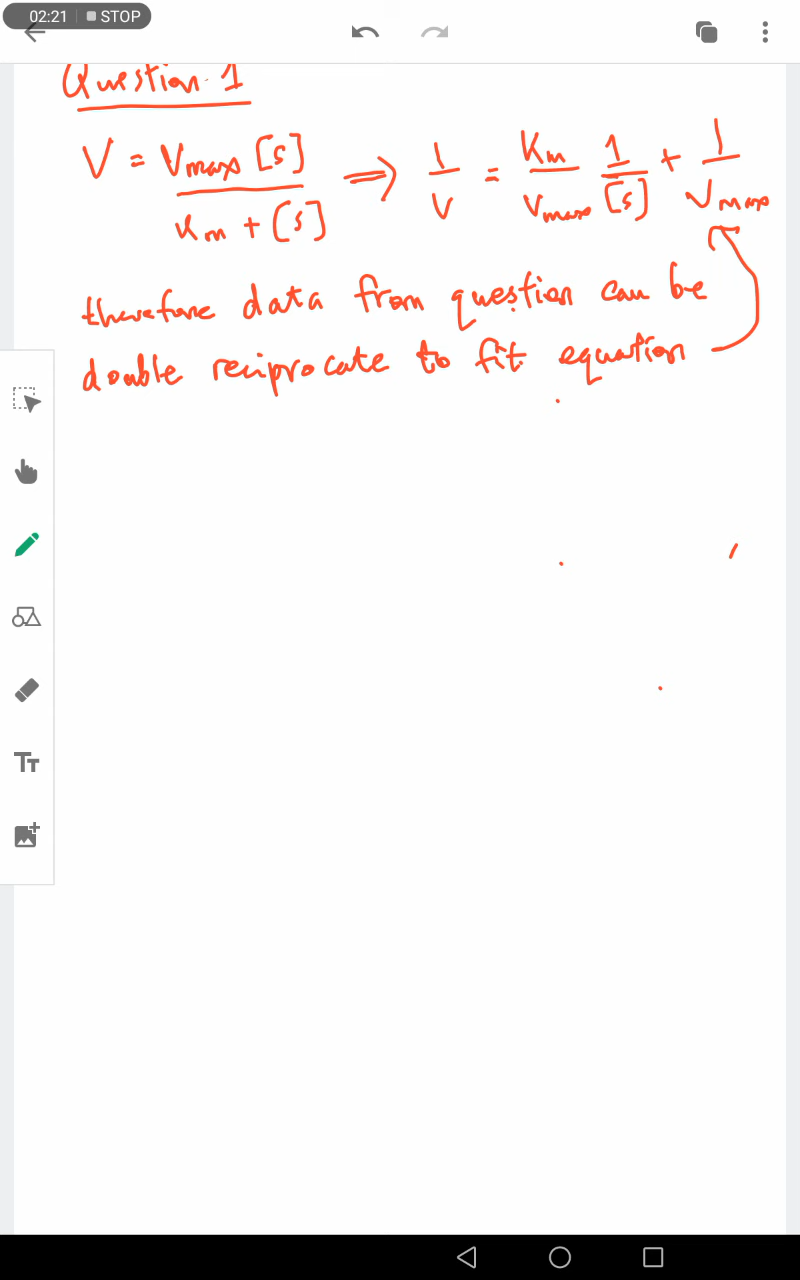 02:21 STOP
Question 1
V = Vmax [s] / Km + [s] ⇒ 1/V = Km/Vmax 1/[s] + 1/Vmax
therefore data from question can be
double reciprocate to fit equation
TT